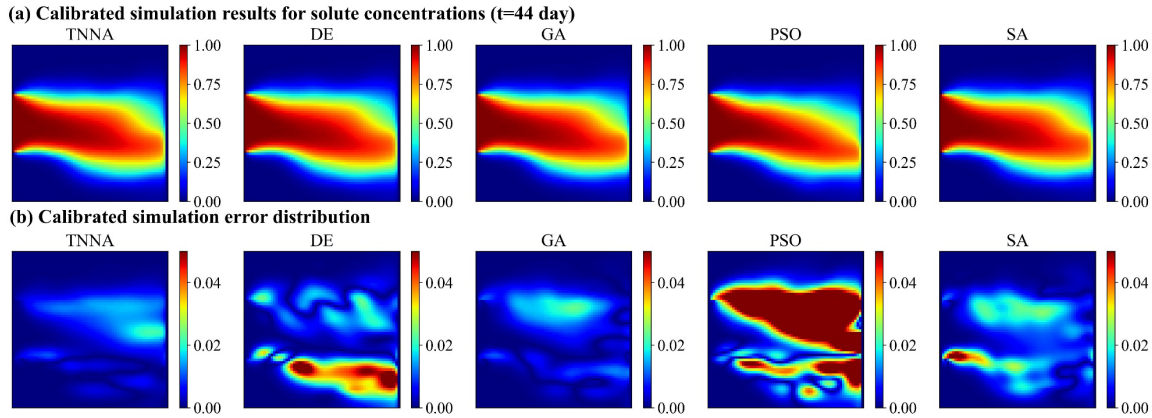 (a) Calibrated simulation results for solute concentrations (t=44 day)
TNNA DE GA PSO SA
1.00 1.00 1.00 1.00 1.00
0.75 0.75 0.75 0.75 0.75
0.50 0.50 0.50 0.50 0.50
0.25 0.25 0.25 0.25 0.25
0.00 0.00 0.00 0.00 0.00
(b) Calibrated simulation error distribution
TNNA DE GA PSO SA
0.04 0.04 0.04 0.04 0.04
0.02 0.02 0.02 0.02 0.02
0.00 0.00 0.00 0.00 0.00